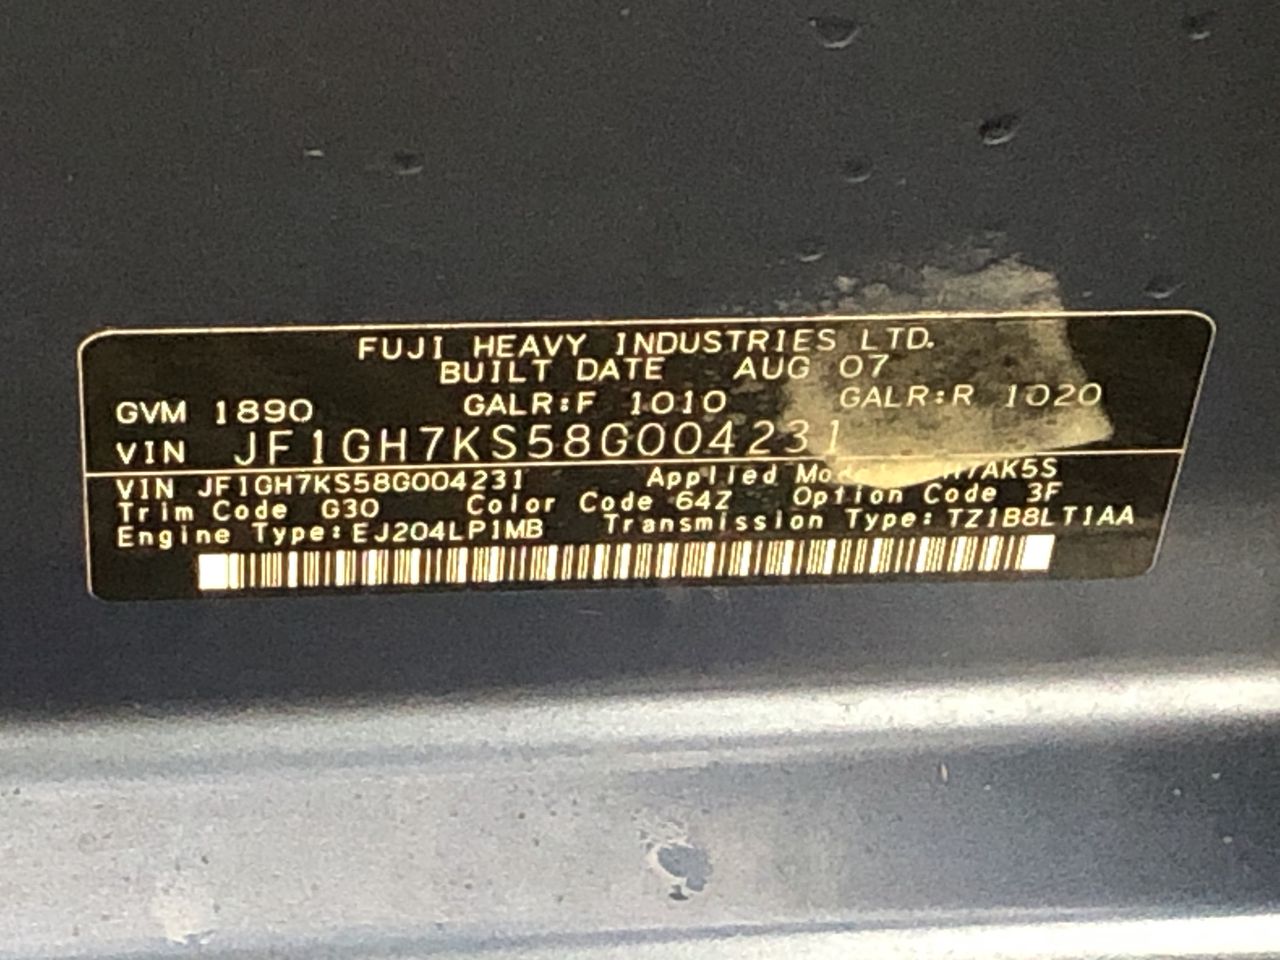 FUJI HEAVY INDUSTRIES LTD.
BUILT DATE AUG 07
GVM 1890 GALR:F 1010 GALR:R 1020
VIN JF1GH7KS58G004231
VIN JF1GH7KS58G004231 Applied
Trim Code G30 Color Code 64Z Option Code 3F
Engine Type:EJ204LP1MB Transmission Type:TZ1B8LT1AA